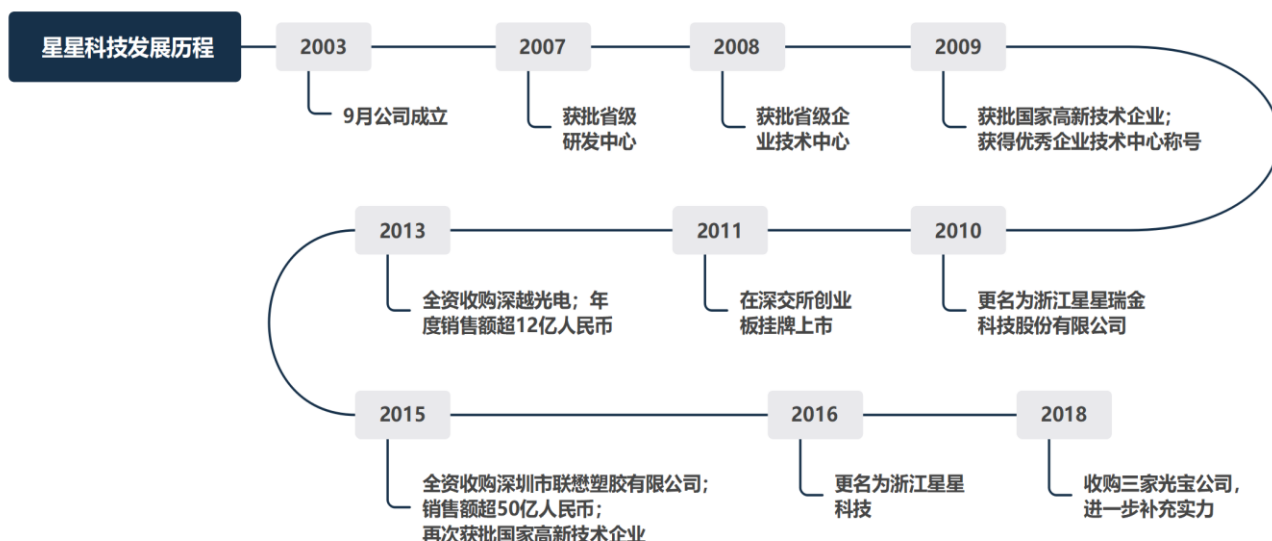 星星科技发展历程
2003
9月公司成立
2007
获批省级
研发中心
2008
获批省级企
业技术中心
2009
获批国家高新技术企业；
获得优秀企业技术中心称号
2010
更名为浙江星星瑞金
科技股份有限公司
2011
在深交所创业
板挂牌上市
2013
全资收购深越光电；年
度销售额超12亿人民币
2015
全资收购深圳市联懋塑胶有限公司；
销售额超50亿人民币；
再次获批国家高新技术企业
2016
更名为浙江星星
科技
2018
收购三家光宝公司，
进一步补充实力